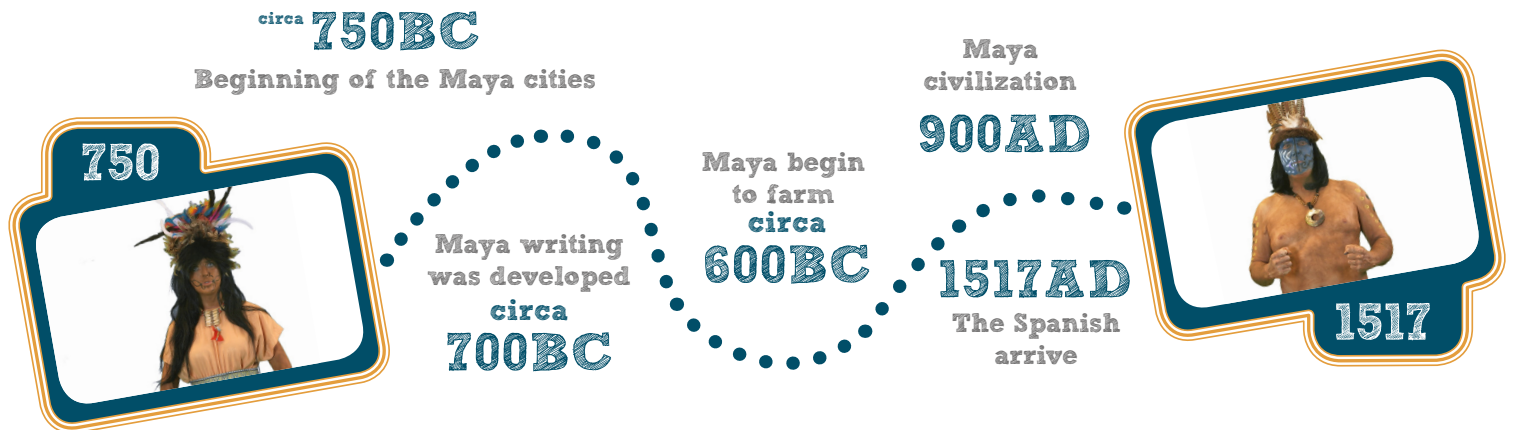 circa 750BC
Beginning of the Maya cities
750
Maya writing
was developed
circa
700BC
Maya begin
to farm
circa
600BC
Maya
civilization
900AD
1517AD
The Spanish
arrive
1517